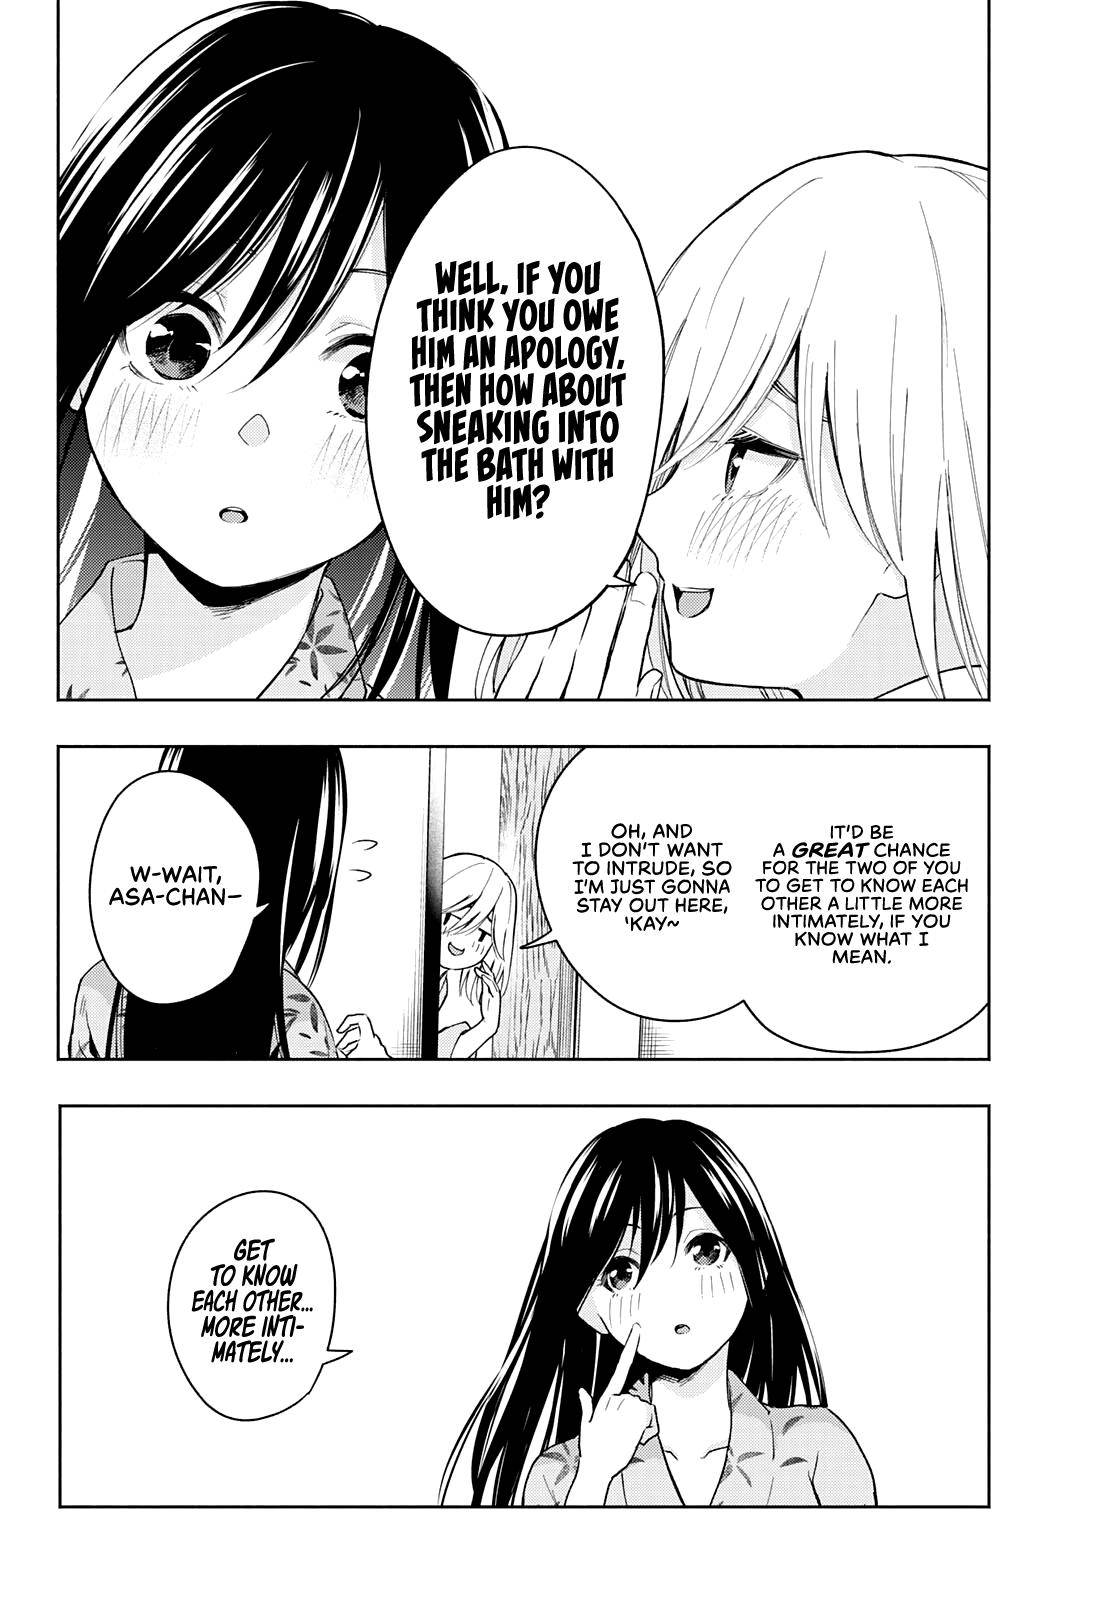 WELL, IF YOU
THINK YOU OWE
HIM AN APOLOGY,
THEN HOW ABOUT
SNEAKING INTO
THE BATH WITH
HIM?
IT'D BE
A GREAT CHANCE
FOR THE TWO OF YOU
TO GET TO KNOW EACH
OTHER A LITTLE MORE
INTIMATELY, IF YOU
KNOW WHAT I
MEAN.
OH, AND
I DON'T WANT
TO INTRUDE, SO
I'M JUST GONNA
STAY OUT HERE,
'KAY~
W-WAIT,
ASA-CHAN—
GET
TO KNOW
EACH OTHER...
MORE INTI-
MATELY...